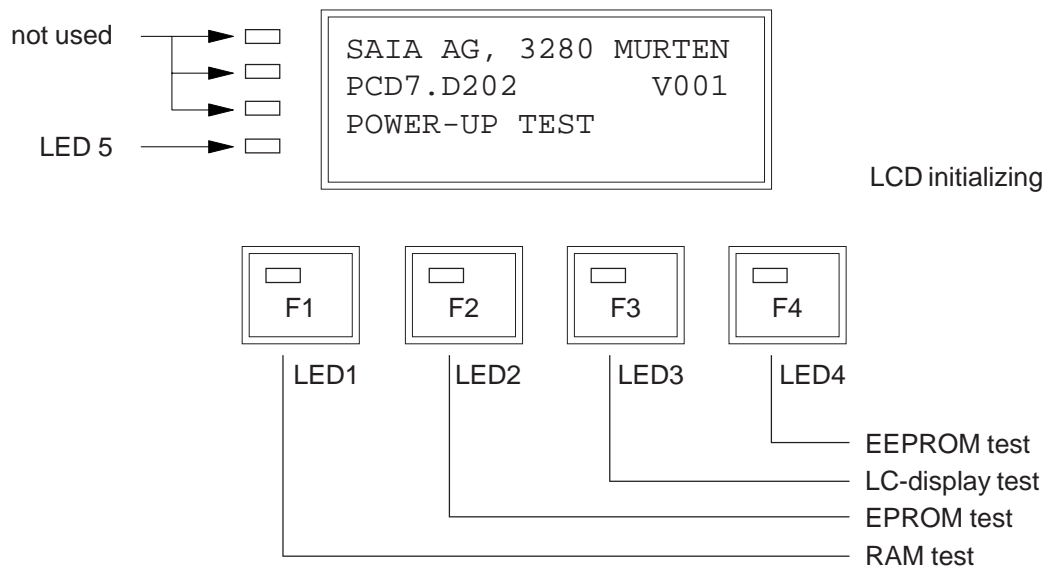 not used
LED 5
SAIA AG, 3280 MURTEN
PCD7.D202 V001
POWER-UP TEST
LCD initializing
F1
F2
F3
F4
LED1
LED2
LED3
LED4
EEPROM test
LC-display test
EPROM test
RAM test